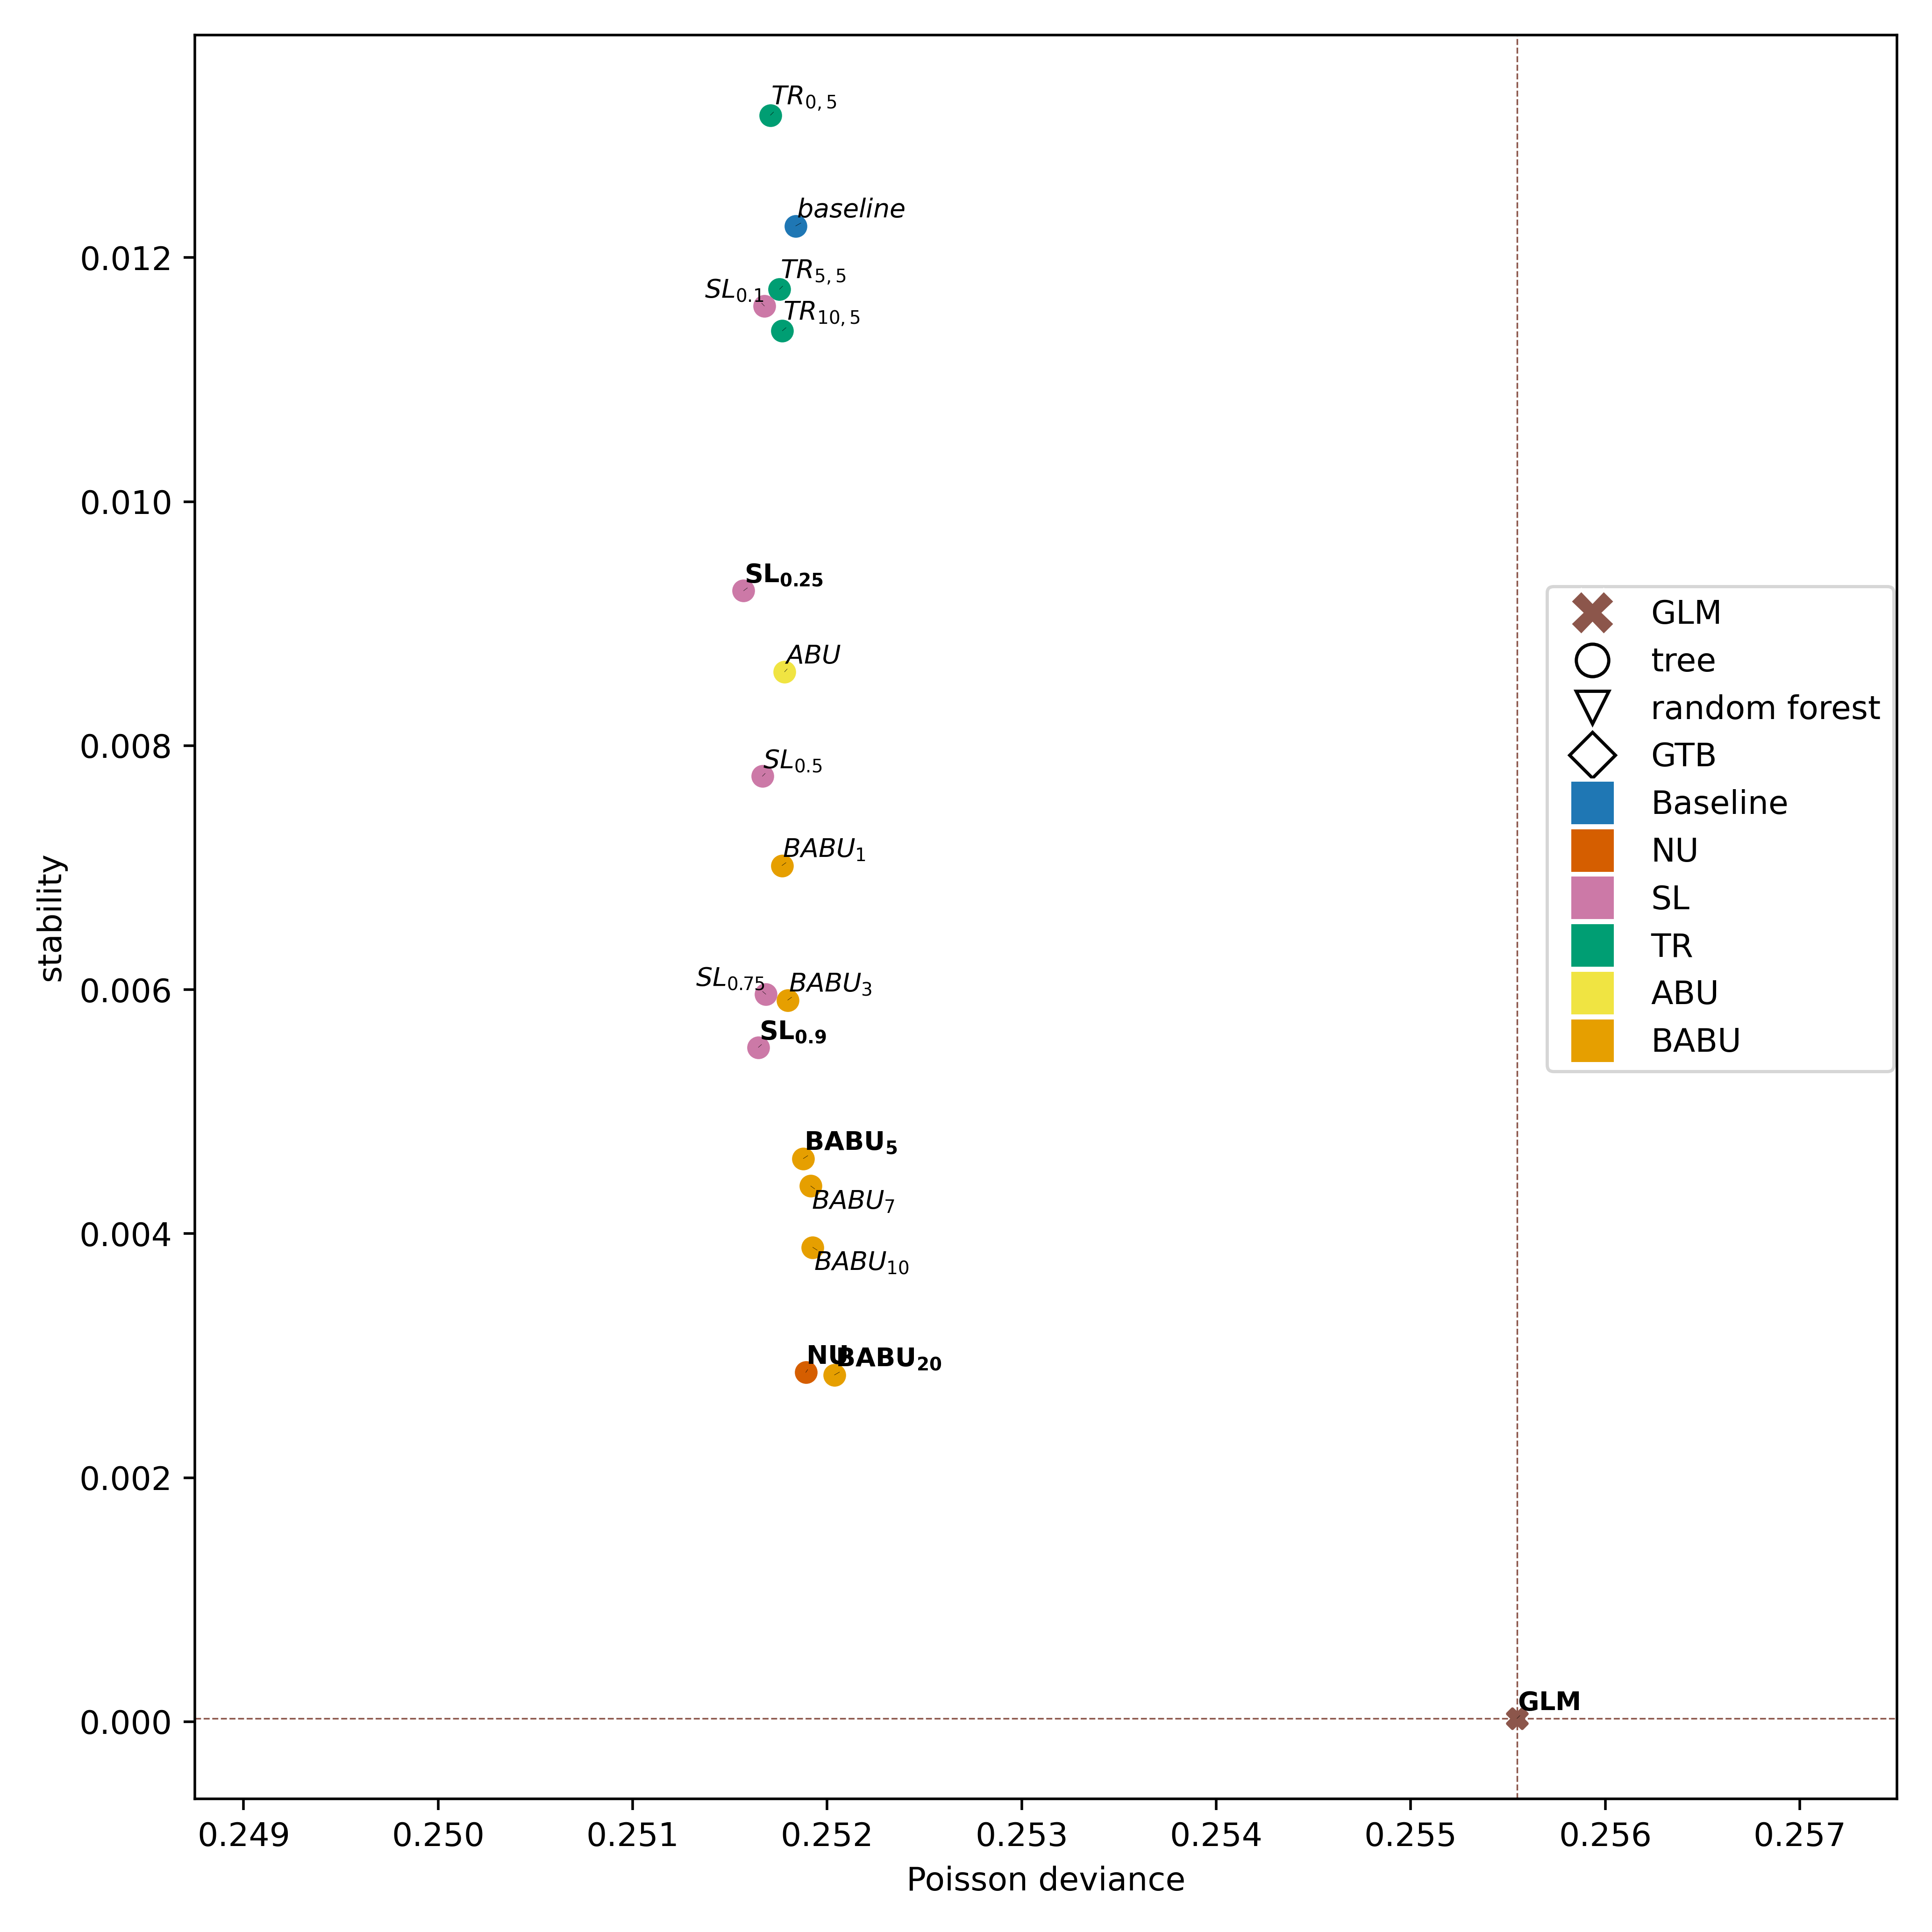 TR0, 5
baseline
0.012
TR5, 5
SL0.1
TR10, 5
0.010
SL0.25
ABU
0.008
SL0.5
BABU1
SL0.75
BABU3
0.006
SL0.9
BABU5
BABU7
0.004
BABU10
NU
BABU20
0.002
GLM
0.000
stability
GLM
tree
random forest
GTB
Baseline
NU
SL
TR
ABU
BABU
0.249 0.250 0.251 0.252 0.253 0.254 0.255 0.256 0.257
Poisson deviance